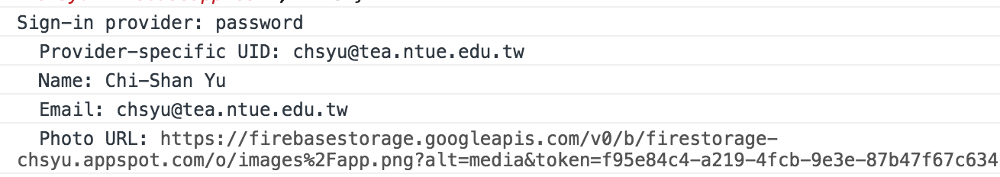 Sign-in provider: password
Provider-specific UID: chsyu@tea.ntue.edu.tw
Name: Chi-Shan Yu
Email: chsyu@tea.ntue.edu.tw
Photo URL: https://firebasestorage.googleapis.com/v0/b/firestorage-
chsyu.appspot.com/o/images%2Fapp.png?alt=media&token=f95e84c4-a219-4fcb-9e3e-87b47f67c634